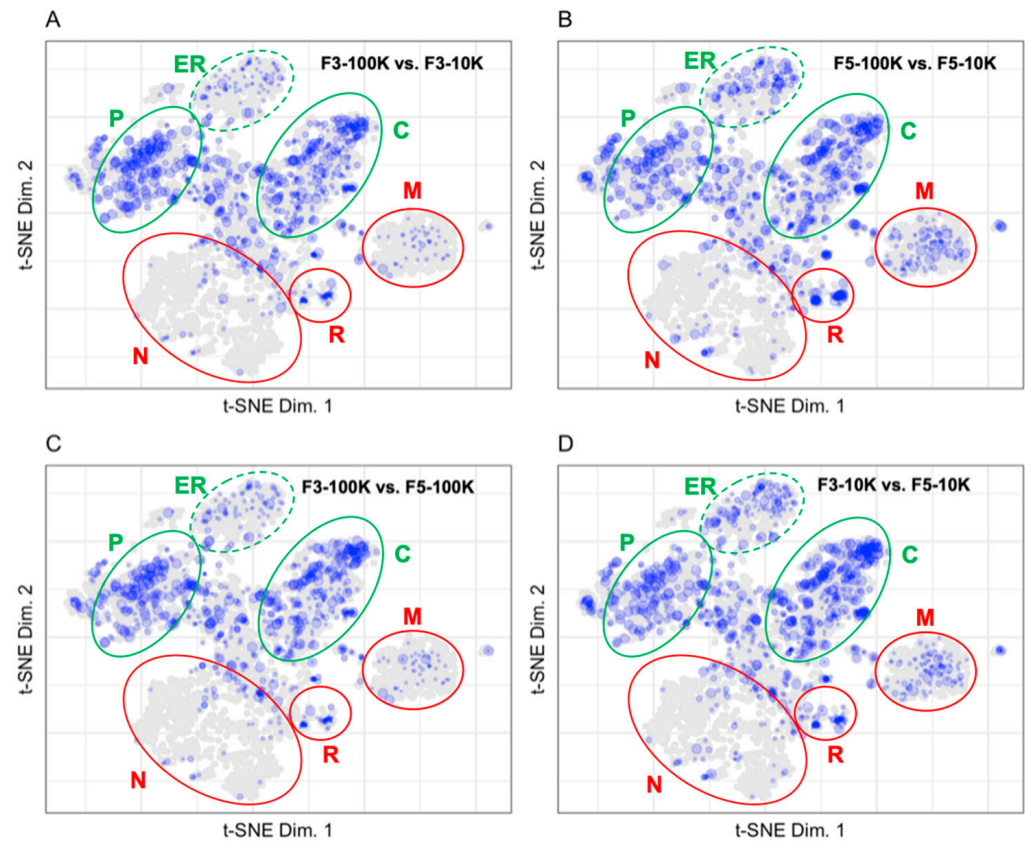 A
ER
F3-100K vs. F3-10K
P
C
M
R
N
t-SNE Dim. 2
t-SNE Dim. 1
B
ER
F5-100K vs. F5-10K
P
C
M
R
N
t-SNE Dim. 2
t-SNE Dim. 1
C
ER
F3-100K vs. F5-100K
P
C
M
R
N
t-SNE Dim. 2
t-SNE Dim. 1
D
ER
F3-10K vs. F5-10K
P
C
M
R
N
t-SNE Dim. 2
t-SNE Dim. 1